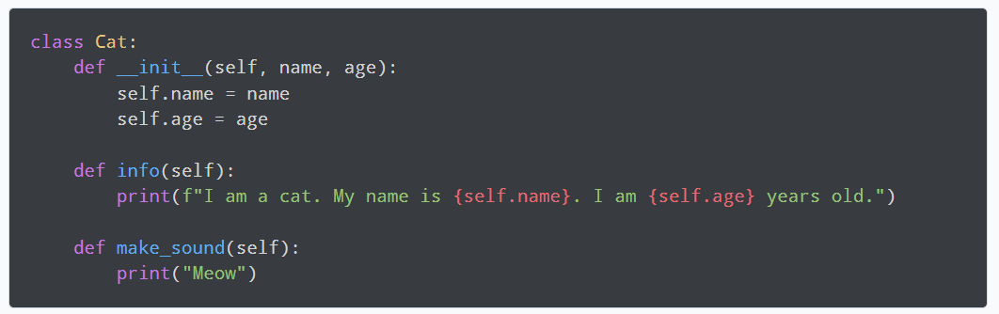 class Cat:
    def __init__(self, name, age):
        self.name = name
        self.age = age

    def info(self):
        print(f"I am a cat. My name is {self.name}. I am {self.age} years old.")

    def make_sound(self):
        print("Meow")